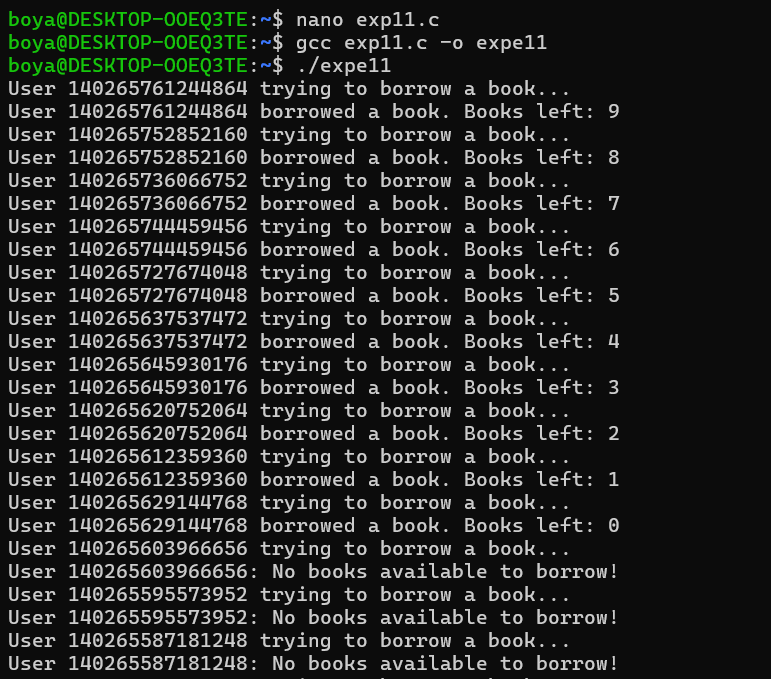 boya@DESKTOP-OOEQ3TE:~$ nano exp11.c
boya@DESKTOP-OOEQ3TE:~$ gcc exp11.c -o expe11
boya@DESKTOP-OOEQ3TE:~$ ./expe11
User 140265761244864 trying to borrow a book...
User 140265761244864 borrowed a book. Books left: 9
User 140265752852160 trying to borrow a book...
User 140265752852160 borrowed a book. Books left: 8
User 140265736066752 trying to borrow a book...
User 140265736066752 borrowed a book. Books left: 7
User 140265744459456 trying to borrow a book...
User 140265744459456 borrowed a book. Books left: 6
User 140265727674048 trying to borrow a book...
User 140265727674048 borrowed a book. Books left: 5
User 140265637537472 trying to borrow a book...
User 140265637537472 borrowed a book. Books left: 4
User 140265645930176 trying to borrow a book...
User 140265645930176 borrowed a book. Books left: 3
User 140265620752064 trying to borrow a book...
User 140265620752064 borrowed a book. Books left: 2
User 140265612359360 trying to borrow a book...
User 140265612359360 borrowed a book. Books left: 1
User 140265629144768 trying to borrow a book...
User 140265629144768 borrowed a book. Books left: 0
User 140265603966656 trying to borrow a book...
User 140265603966656: No books available to borrow!
User 140265595573952 trying to borrow a book...
User 140265595573952: No books available to borrow!
User 140265587181248 trying to borrow a book...
User 140265587181248: No books available to borrow!